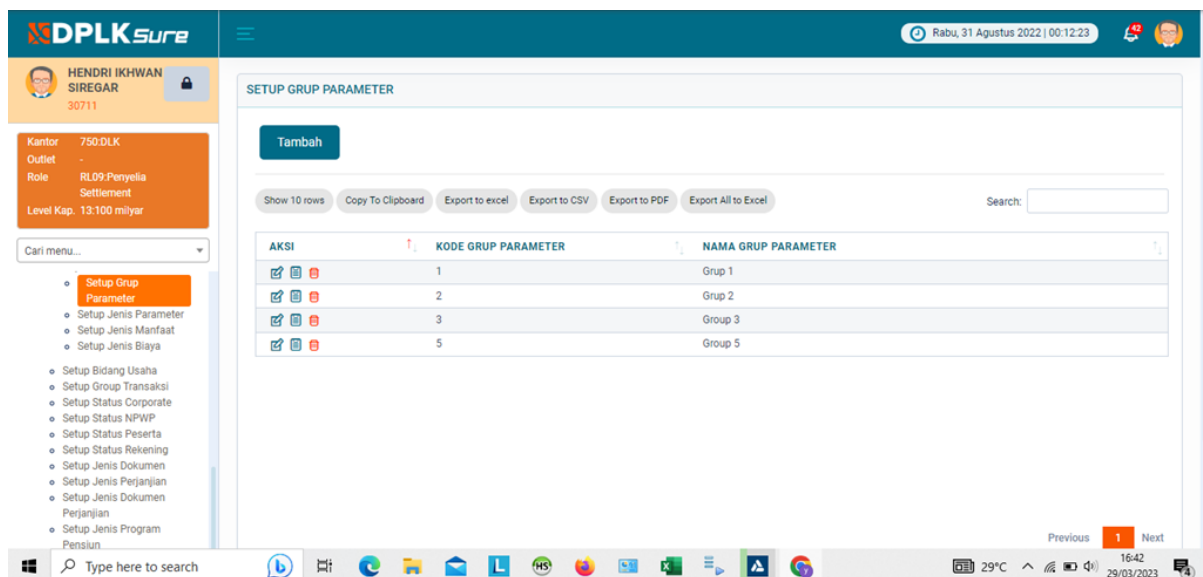 DPLKsure
Rabu, 31 Agustus 2022 | 00:12:23
42
HENDRI IKHWAN
SIREGAR
30711
Kantor 750:DLK
Outlet -
Role RL09:Penyelia
Settlement
Level Kap. 13:100 milyar
Cari menu...
Setup Grup
Parameter
Setup Jenis Parameter
Setup Jenis Manfaat
Setup Jenis Biaya
Setup Bidang Usaha
Setup Group Transaksi
Setup Status Corporate
Setup Status NPWP
Setup Status Peserta
Setup Status Rekening
Setup Jenis Dokumen
Setup Jenis Perjanjian
Setup Jenis Dokumen
Perjanjian
Setup Jenis Program
Pensiun
SETUP GRUP PARAMETER
Tambah
Show 10 rows Copy To Clipboard Export to excel Export to CSV Export to PDF Export All to Excel Search:
AKSI KODE GRUP PARAMETER NAMA GRUP PARAMETER
1 Grup 1
2 Grup 2
3 Group 3
5 Group 5
Previous 1 Next
Type here to search
L
HS
29°C
16:42
29/03/2023